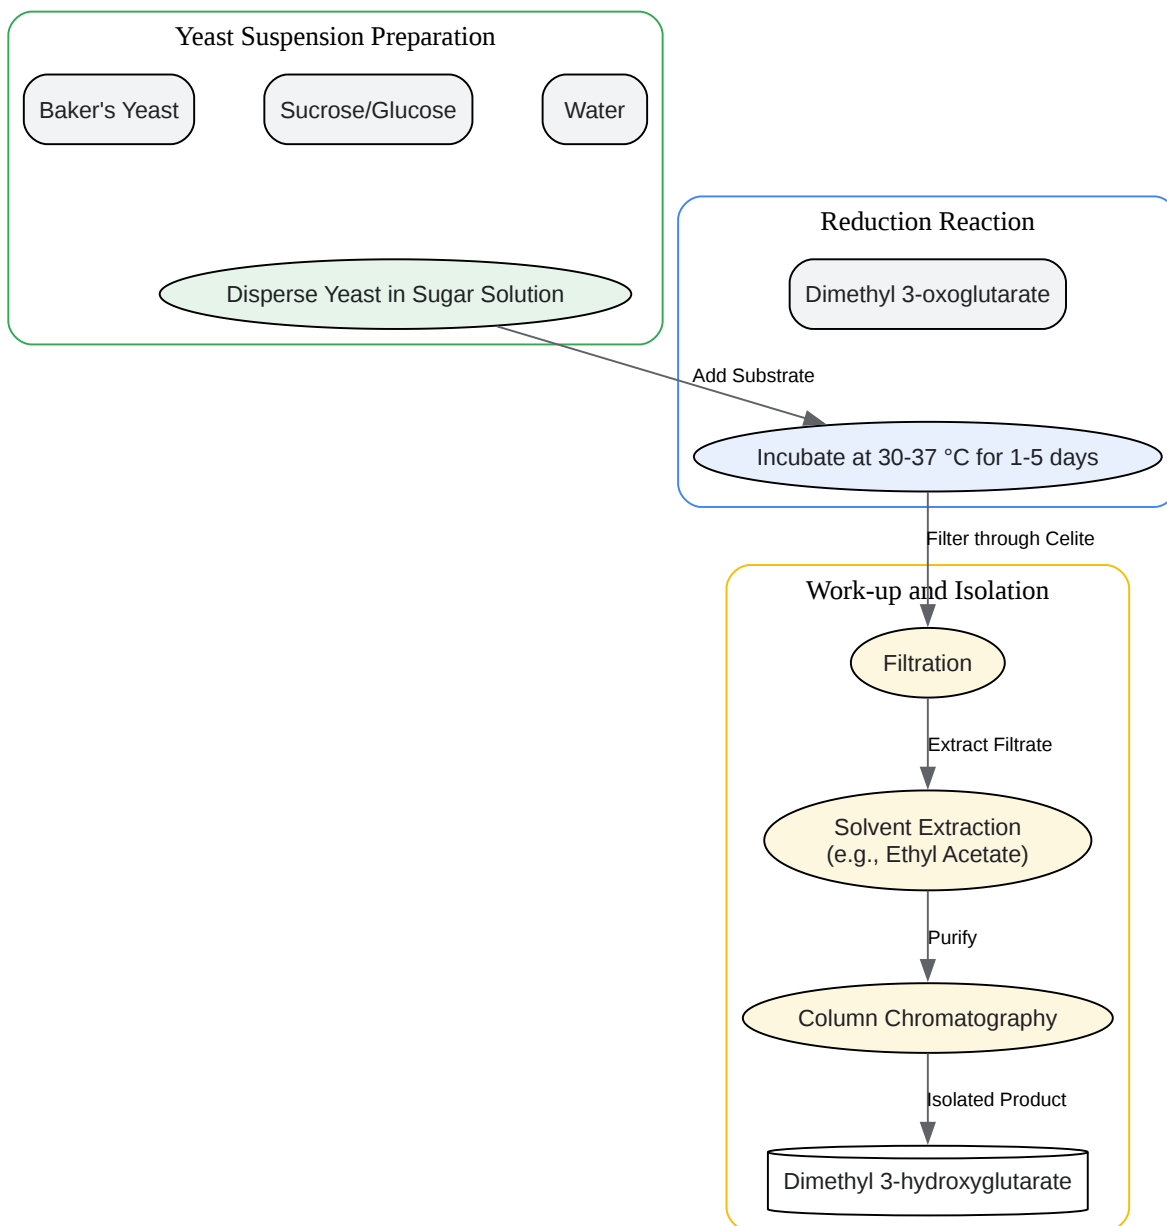 Yeast Suspension Preparation
Baker's Yeast
Sucrose/Glucose
Water
Disperse Yeast in Sugar Solution
Reduction Reaction
Dimethyl 3-oxoglutarate
Add Substrate
Incubate at 30-37 °C for 1-5 days
Filter through Celite
Work-up and Isolation
Filtration
Extract Filtrate
Solvent Extraction
(e.g., Ethyl Acetate)
Purify
Column Chromatography
Isolated Product
Dimethyl 3-hydroxyglutarate